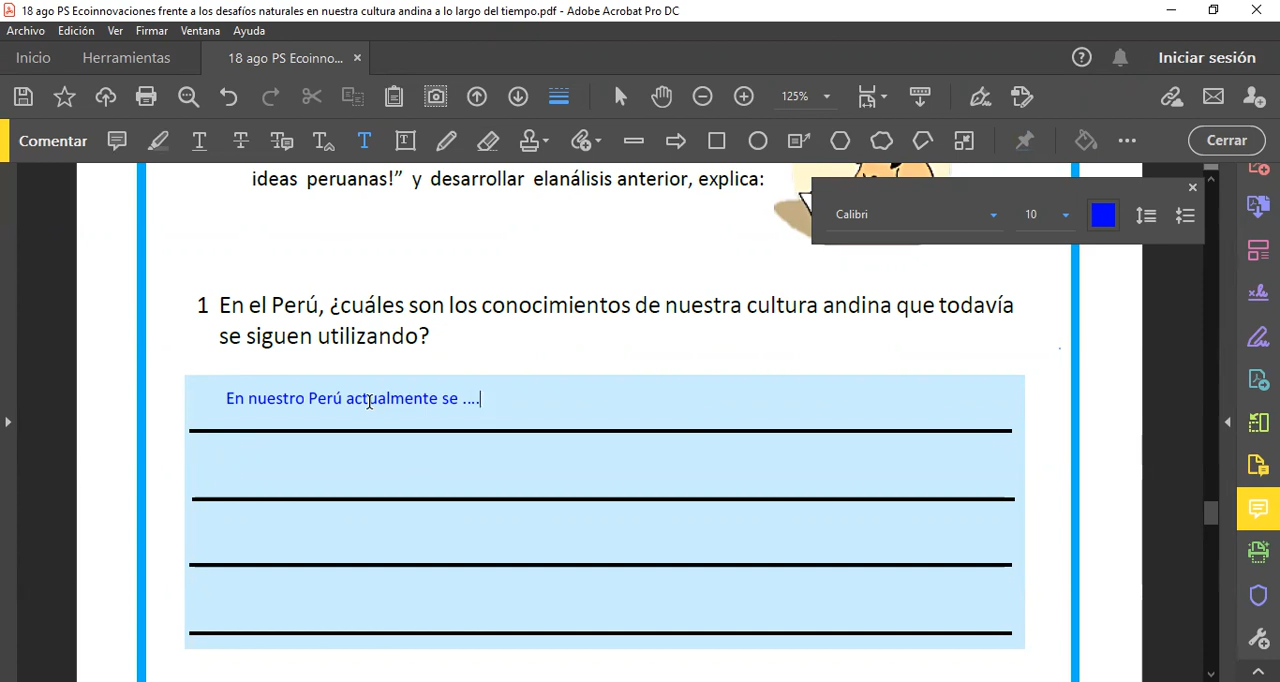 18 ago PS Ecoinnovaciones frente a los desafíos naturales en nuestra cultura andina a lo largo del tiempo.pdf - Adobe Acrobat Pro DC
Archivo Edición Ver Firmar Ventana Ayuda
Inicio Herramientas 18 ago PS Ecoinno... × Iniciar sesión
125%
Comentar Cerrar
ideas peruanas!” y desarrollar elanálisis anterior, explica:
Calibri 10
1 En el Perú, ¿cuáles son los conocimientos de nuestra cultura andina que todavía
se siguen utilizando?
En nuestro Perú actualmente se ....